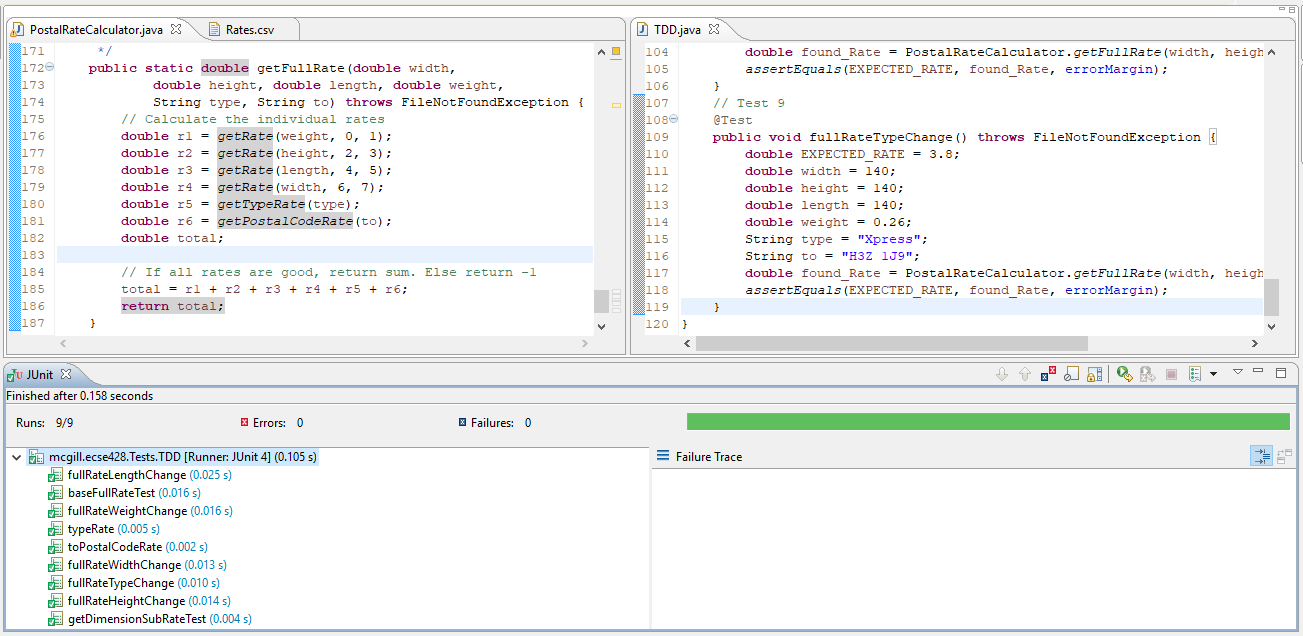 PostalRateCalculator.java
Rates.csv
171 */
172 public static double getFullRate(double width,
173 double height, double length, double weight,
174 String type, String to) throws FileNotFoundException {
175 // Calculate the individual rates
176 double r1 = getRate(weight, 0, 1);
177 double r2 = getRate(height, 2, 3);
178 double r3 = getRate(length, 4, 5);
179 double r4 = getRate(width, 6, 7);
180 double r5 = getTypeRate(type);
181 double r6 = getPostalCodeRate(to);
182 double total;
183
184 // If all rates are good, return sum. Else return -1
185 total = r1 + r2 + r3 + r4 + r5 + r6;
186 return total;
187 }
TDD.java
104 double found_Rate = PostalRateCalculator.getFullRate(width, heigh
105 assertEquals(EXPECTED_RATE, found_Rate, errorMargin);
106 }
107 // Test 9
108 @Test
109 public void fullRateTypeChange() throws FileNotFoundException {
110 double EXPECTED_RATE = 3.8;
111 double width = 140;
112 double height = 140;
113 double length = 140;
114 double weight = 0.26;
115 String type = "Xpress";
116 String to = "H3Z 1J9";
117 double found_Rate = PostalRateCalculator.getFullRate(width, heigh
118 assertEquals(EXPECTED_RATE, found_Rate, errorMargin);
119 }
120 }
JUnit
Finished after 0.158 seconds
Runs: 9/9 Errors: 0 Failures: 0
mcgill.ecse428.Tests.TDD [Runner: JUnit 4] (0.105 s)
fullRateLengthChange (0.025 s)
baseFullRateTest (0.016 s)
fullRateWeightChange (0.016 s)
typeRate (0.005 s)
toPostalCodeRate (0.002 s)
fullRateWidthChange (0.013 s)
fullRateTypeChange (0.010 s)
fullRateHeightChange (0.014 s)
getDimensionSubRateTest (0.004 s)
Failure Trace